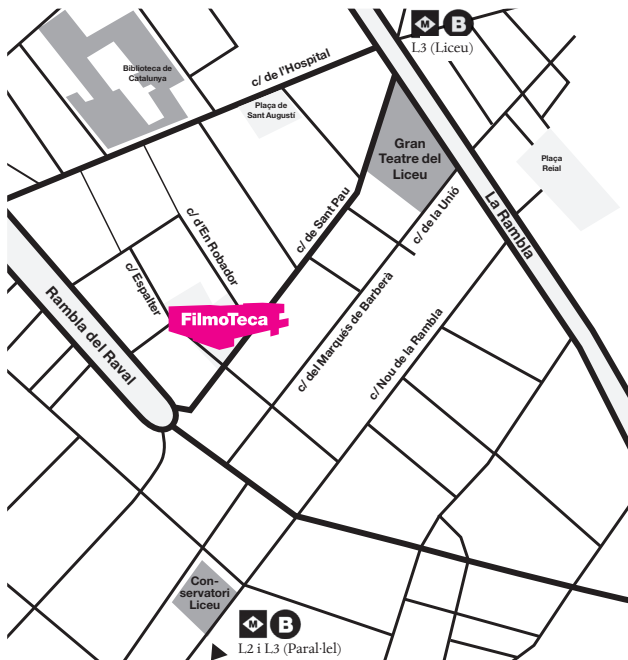 M B
L3 (Liceu)
c/ de l'Hospital
Biblioteca de
Catalunya
Plaça de
Sant Augustí
Gran
Teatre del
Liceu
Plaça
Reial
La Rambla
c/ de la Unió
c/ de Sant Pau
c/ d'En Robador
c/ Espalter
Rambla del Raval
FilmoTeca
c/ del Marqués de Barberà
c/ Nou de la Rambla
Con-
servatori
Liceu
M B
L2 i L3 (Paral·lel)